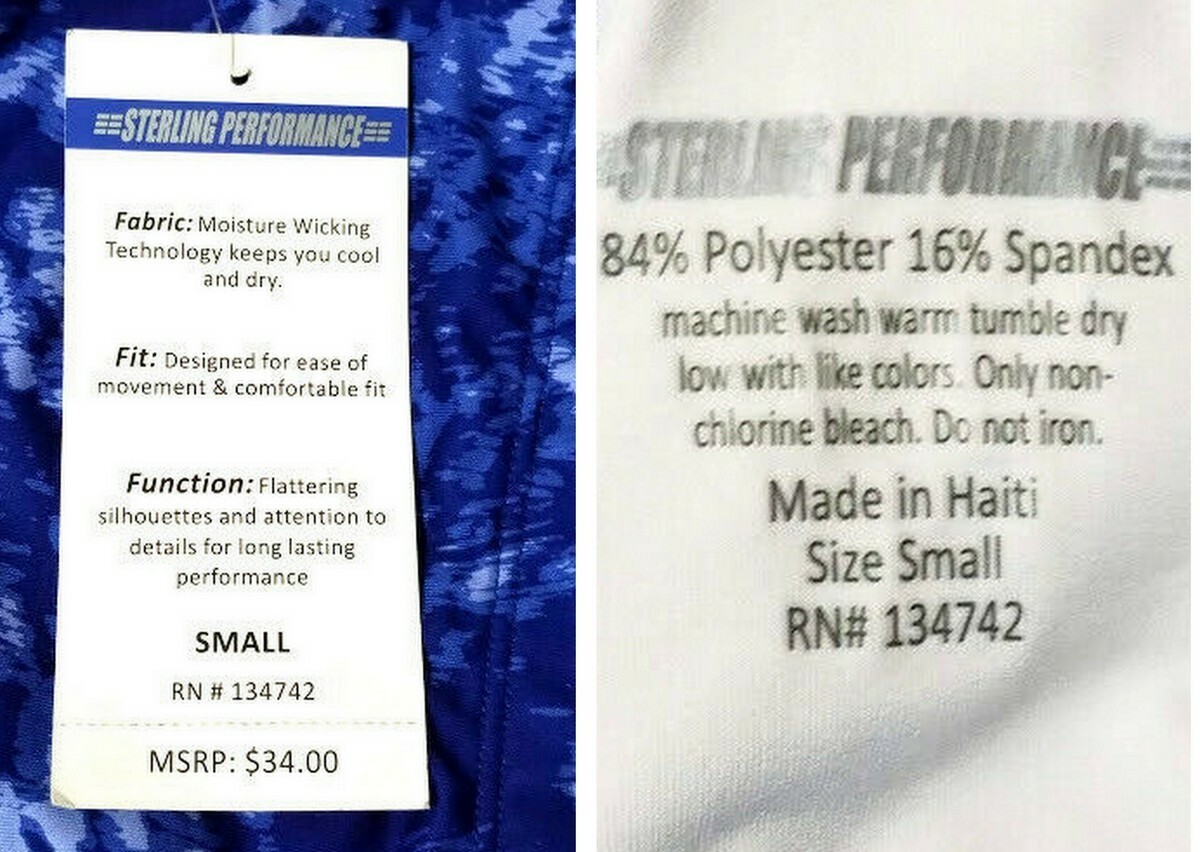 STERLING PERFORMANCE
Fabric: Moisture Wicking
Technology keeps you cool
and dry.
Fit: Designed for ease of
movement & comfortable fit
Function: Flattering
silhouettes and attention to
details for long lasting
performance
SMALL
RN # 134742
MSRP: $34.00
STERLING PERFORMANCE
84% Polyester 16% Spandex
machine wash warm tumble dry
low with like colors. Only non-
chlorine bleach. Do not iron.
Made in Haiti
Size Small
RN# 134742